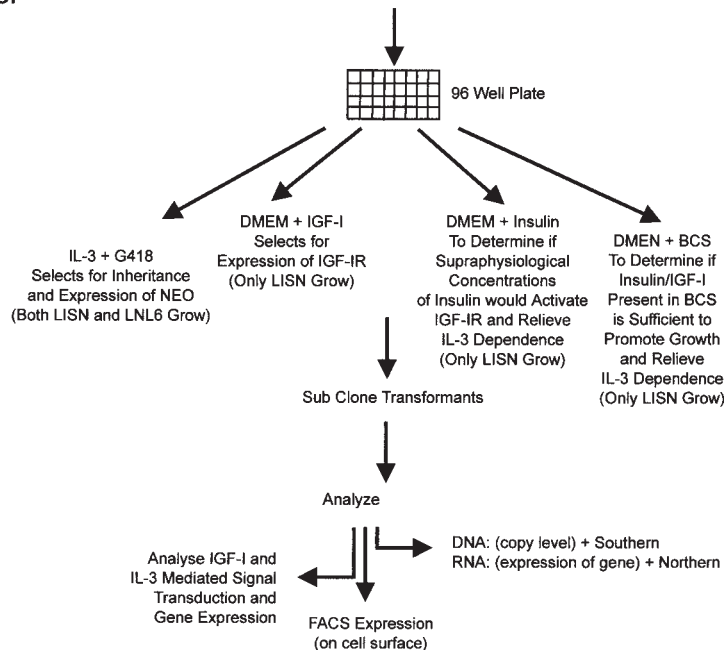 96 Well Plate
IL-3 + G418
Selects for Inheritance
and Expression of NEO
(Both LISN and LNL6 Grow)
DMEM + IGF-I
Selects for
Expression of IGF-IR
(Only LISN Grow)
DMEM + Insulin
To Determine if
Supraphysiological
Concentrations
of Insulin would Activate
IGF-IR and Relieve
IL-3 Dependence
(Only LISN Grow)
DMEN + BCS
To Determine if
Insulin/IGF-I
Present in BCS
is Sufficient to
Promote Growth
and Relieve
IL-3 Dependence
(Only LISN Grow)
Sub Clone Transformants
Analyze
Analyse IGF-I and
IL-3 Mediated Signal
Transduction and
Gene Expression
FACS Expression
(on cell surface)
DNA: (copy level) + Southern
RNA: (expression of gene) + Northern